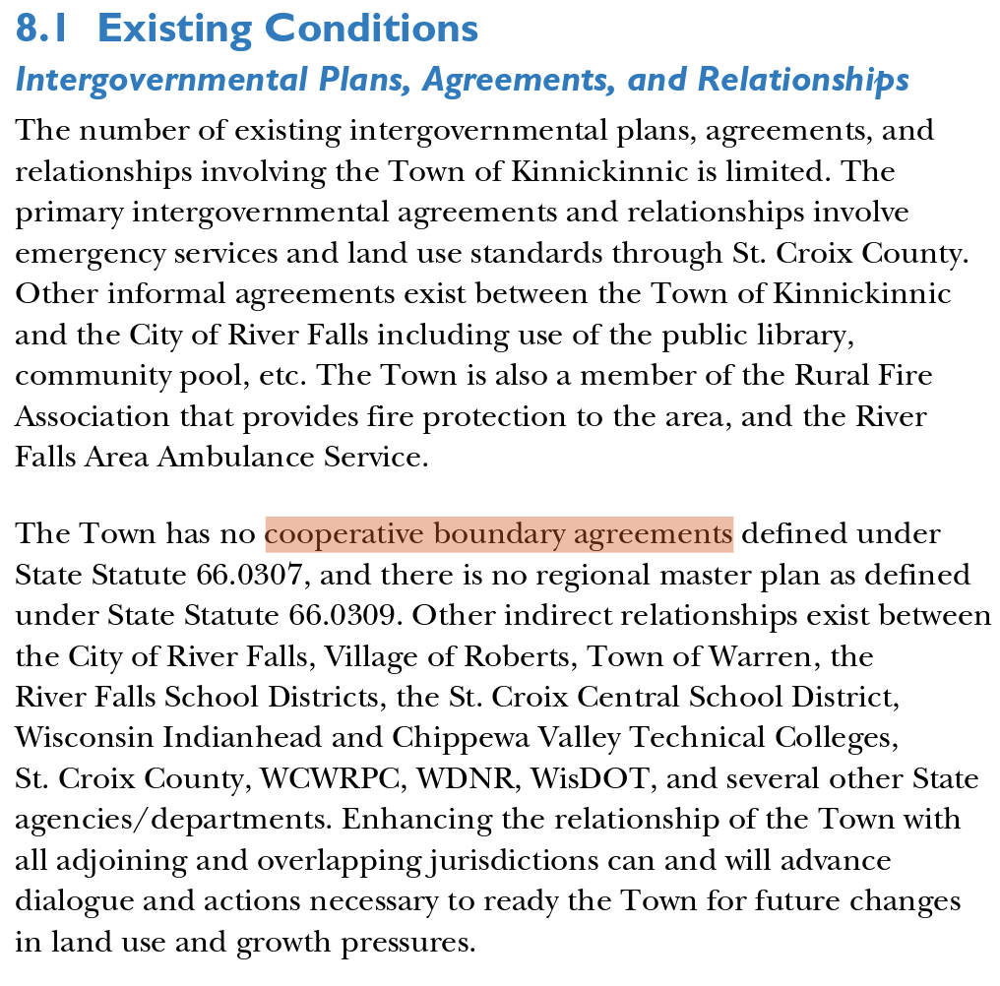 8.1 Existing Conditions
Intergovernmental Plans, Agreements, and Relationships
The number of existing intergovernmental plans, agreements, and
relationships involving the Town of Kinnickinnic is limited. The
primary intergovernmental agreements and relationships involve
emergency services and land use standards through St. Croix County.
Other informal agreements exist between the Town of Kinnickinnic
and the City of River Falls including use of the public library,
community pool, etc. The Town is also a member of the Rural Fire
Association that provides fire protection to the area, and the River
Falls Area Ambulance Service.
The Town has no cooperative boundary agreements defined under
State Statute 66.0307, and there is no regional master plan as defined
under State Statute 66.0309. Other indirect relationships exist between
the City of River Falls, Village of Roberts, Town of Warren, the
River Falls School Districts, the St. Croix Central School District,
Wisconsin Indianhead and Chippewa Valley Technical Colleges,
St. Croix County, WCWRPC, WDNR, WisDOT, and several other State
agencies/departments. Enhancing the relationship of the Town with
all adjoining and overlapping jurisdictions can and will advance
dialogue and actions necessary to ready the Town for future changes
in land use and growth pressures.